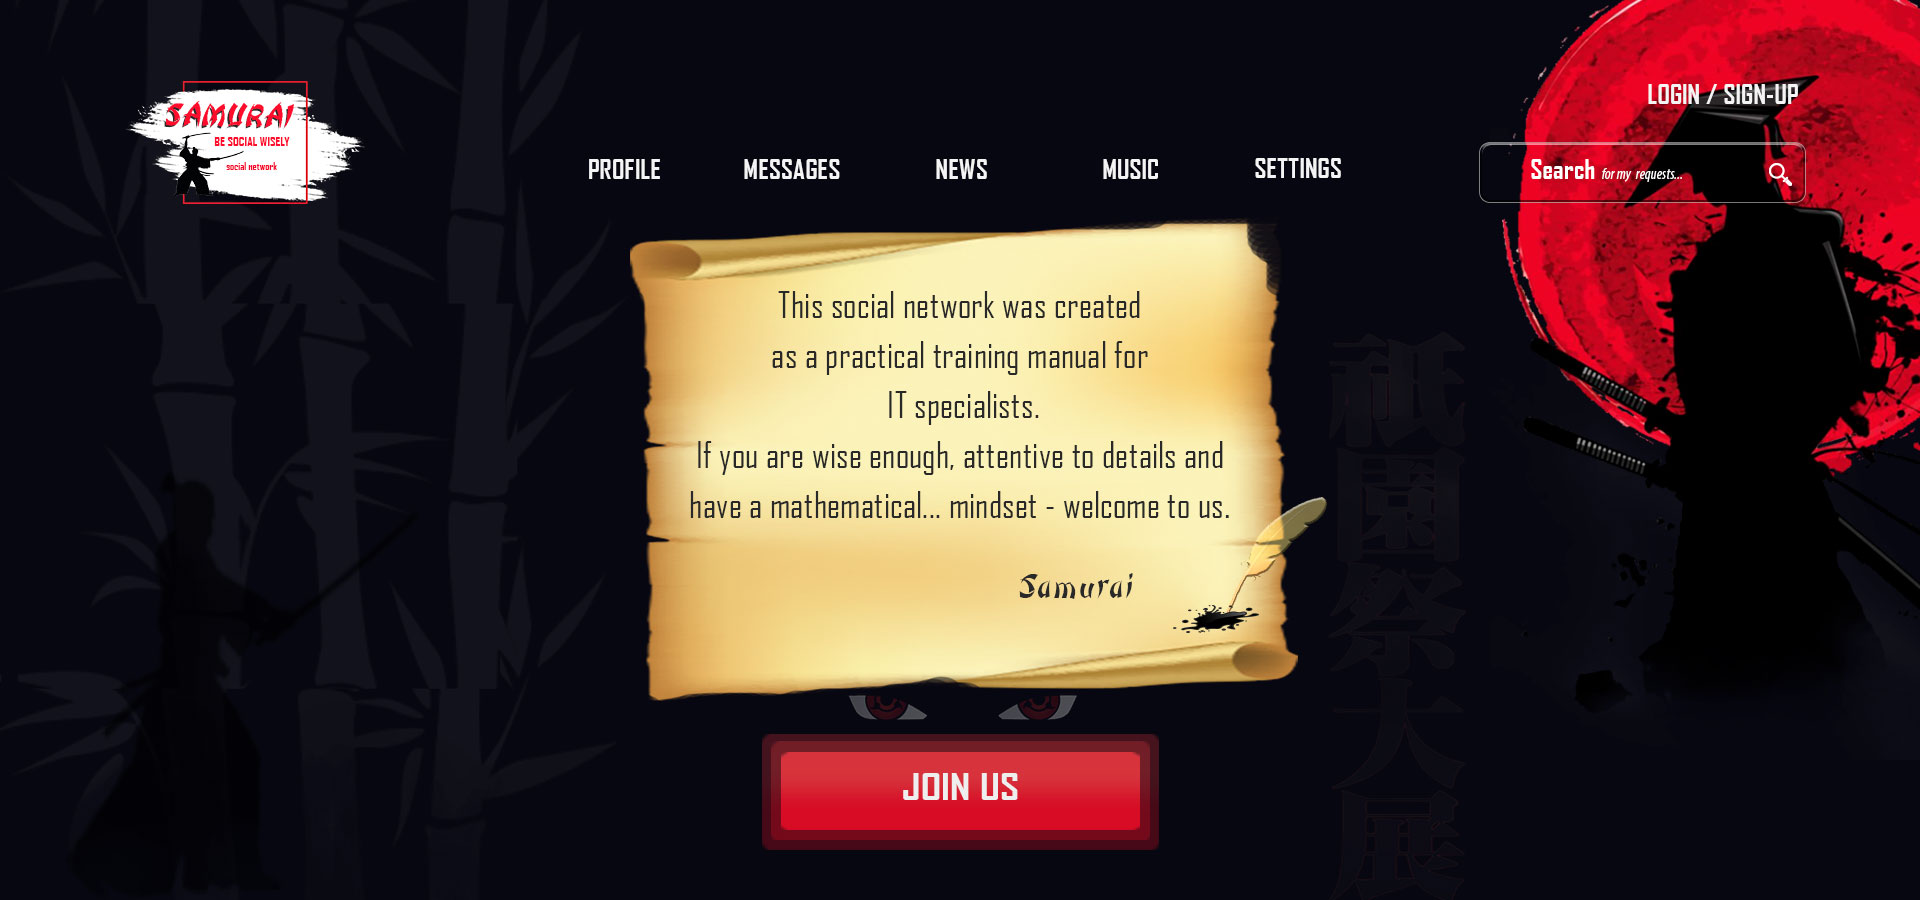 SAMURAI
BE SOCIAL WISELY
social network
LOGIN / SIGN-UP
PROFILE
MESSAGES
NEWS
MUSIC
SETTINGS
Search for my requests...
This social network was created
as a practical training manual for
IT specialists.
If you are wise enough, attentive to details and
have a mathematical... mindset - welcome to us.
Samurai
JOIN US
祇園祭大展